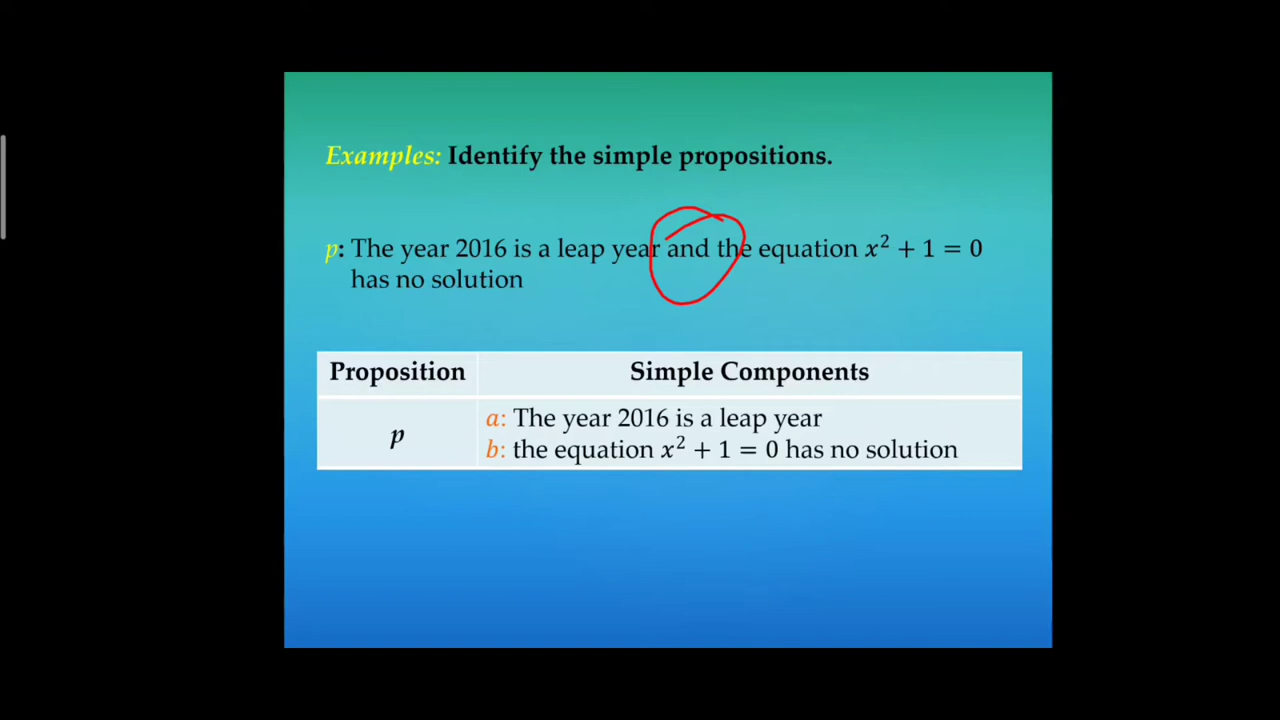 Examples: Identify the simple propositions.
p: The year 2016 is a leap year and the equation 𝑥² + 1 = 0
has no solution
Proposition Simple Components
p
a: The year 2016 is a leap year
b: the equation 𝑥² + 1 = 0 has no solution